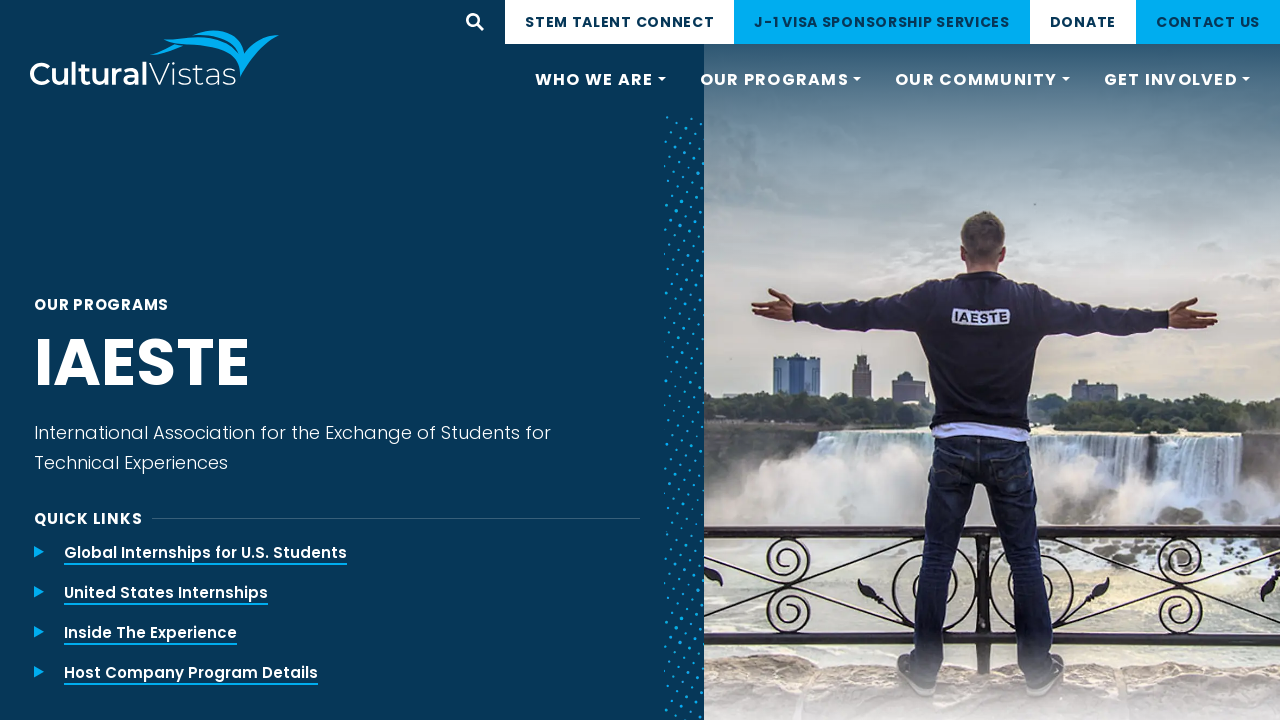 STEM TALENT CONNECT
J-1 VISA SPONSORSHIP SERVICES
DONATE
CONTACT US
CulturalVistas
WHO WE ARE
OUR PROGRAMS
OUR COMMUNITY
GET INVOLVED
OUR PROGRAMS
IAESTE
International Association for the Exchange of Students for
Technical Experiences
QUICK LINKS
Global Internships for U.S. Students
United States Internships
Inside The Experience
Host Company Program Details
IAESTE